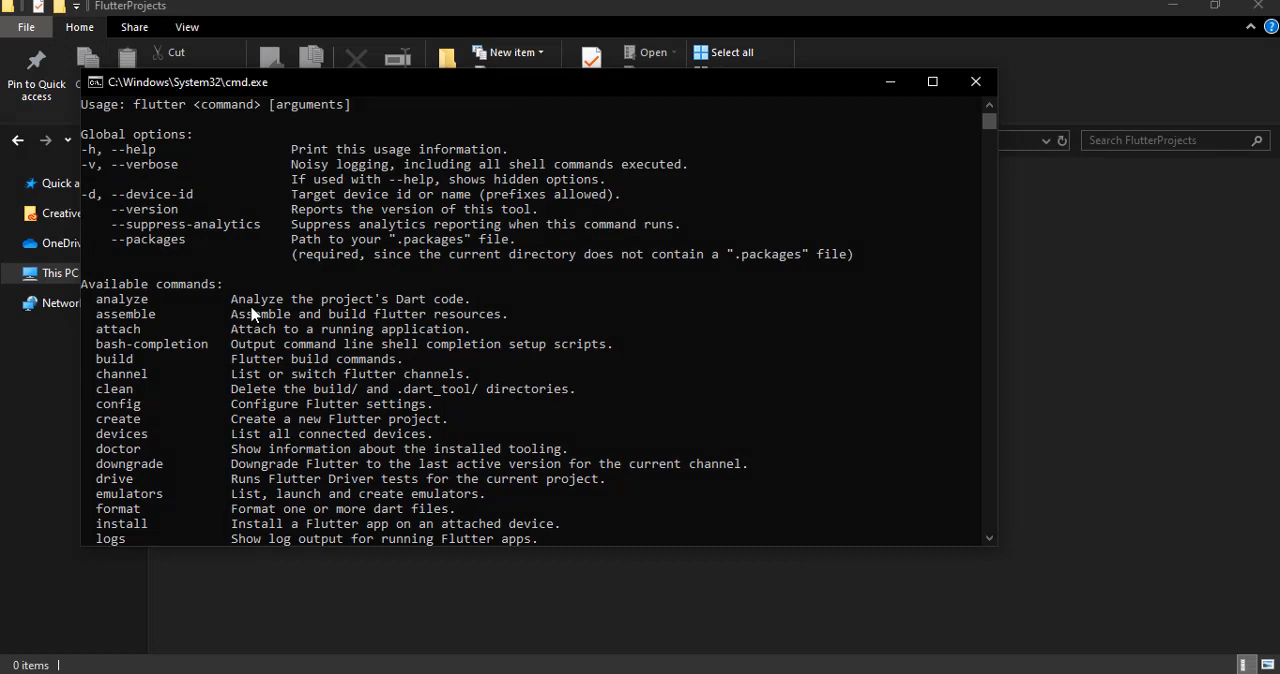 FlutterProjects
File Home Share View
Cut
New item
Open
Select all
Pin to Quick
access
C:\Windows\System32\cmd.exe
Usage: flutter <command> [arguments]
Global options:
-h, --help Print this usage information.
-v, --verbose Noisy logging, including all shell commands executed.
If used with --help, shows hidden options.
-d, --device-id Target device id or name (prefixes allowed).
--version Reports the version of this tool.
--suppress-analytics Suppress analytics reporting when this command runs.
--packages Path to your ".packages" file.
(required, since the current directory does not contain a ".packages" file)
Available commands:
analyze Analyze the project's Dart code.
assemble Assemble and build flutter resources.
attach Attach to a running application.
bash-completion Output command line shell completion setup scripts.
build Flutter build commands.
channel List or switch flutter channels.
clean Delete the build/ and .dart_tool/ directories.
config Configure Flutter settings.
create Create a new Flutter project.
devices List all connected devices.
doctor Show information about the installed tooling.
downgrade Downgrade Flutter to the last active version for the current channel.
drive Runs Flutter Driver tests for the current project.
emulators List, launch and create emulators.
format Format one or more dart files.
install Install a Flutter app on an attached device.
logs Show log output for running Flutter apps.
Search FlutterProjects
Quick a
Creative
OneDriv
This PC
Networ
0 items